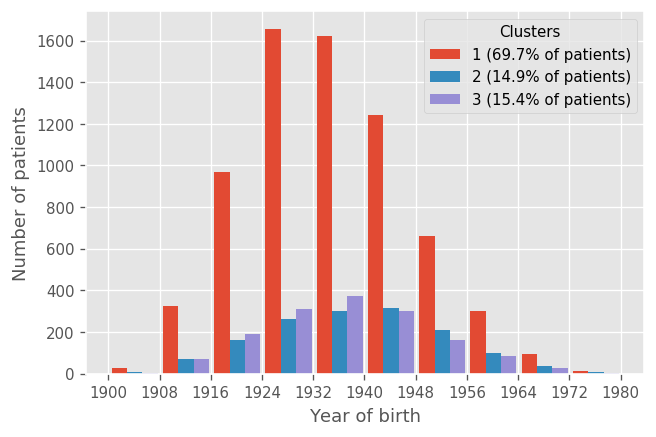 Clusters
1 (69.7% of patients)
2 (14.9% of patients)
3 (15.4% of patients)
Number of patients
1600
1400
1200
1000
800
600
400
200
0
1900 1908 1916 1924 1932 1940 1948 1956 1964 1972 1980
Year of birth